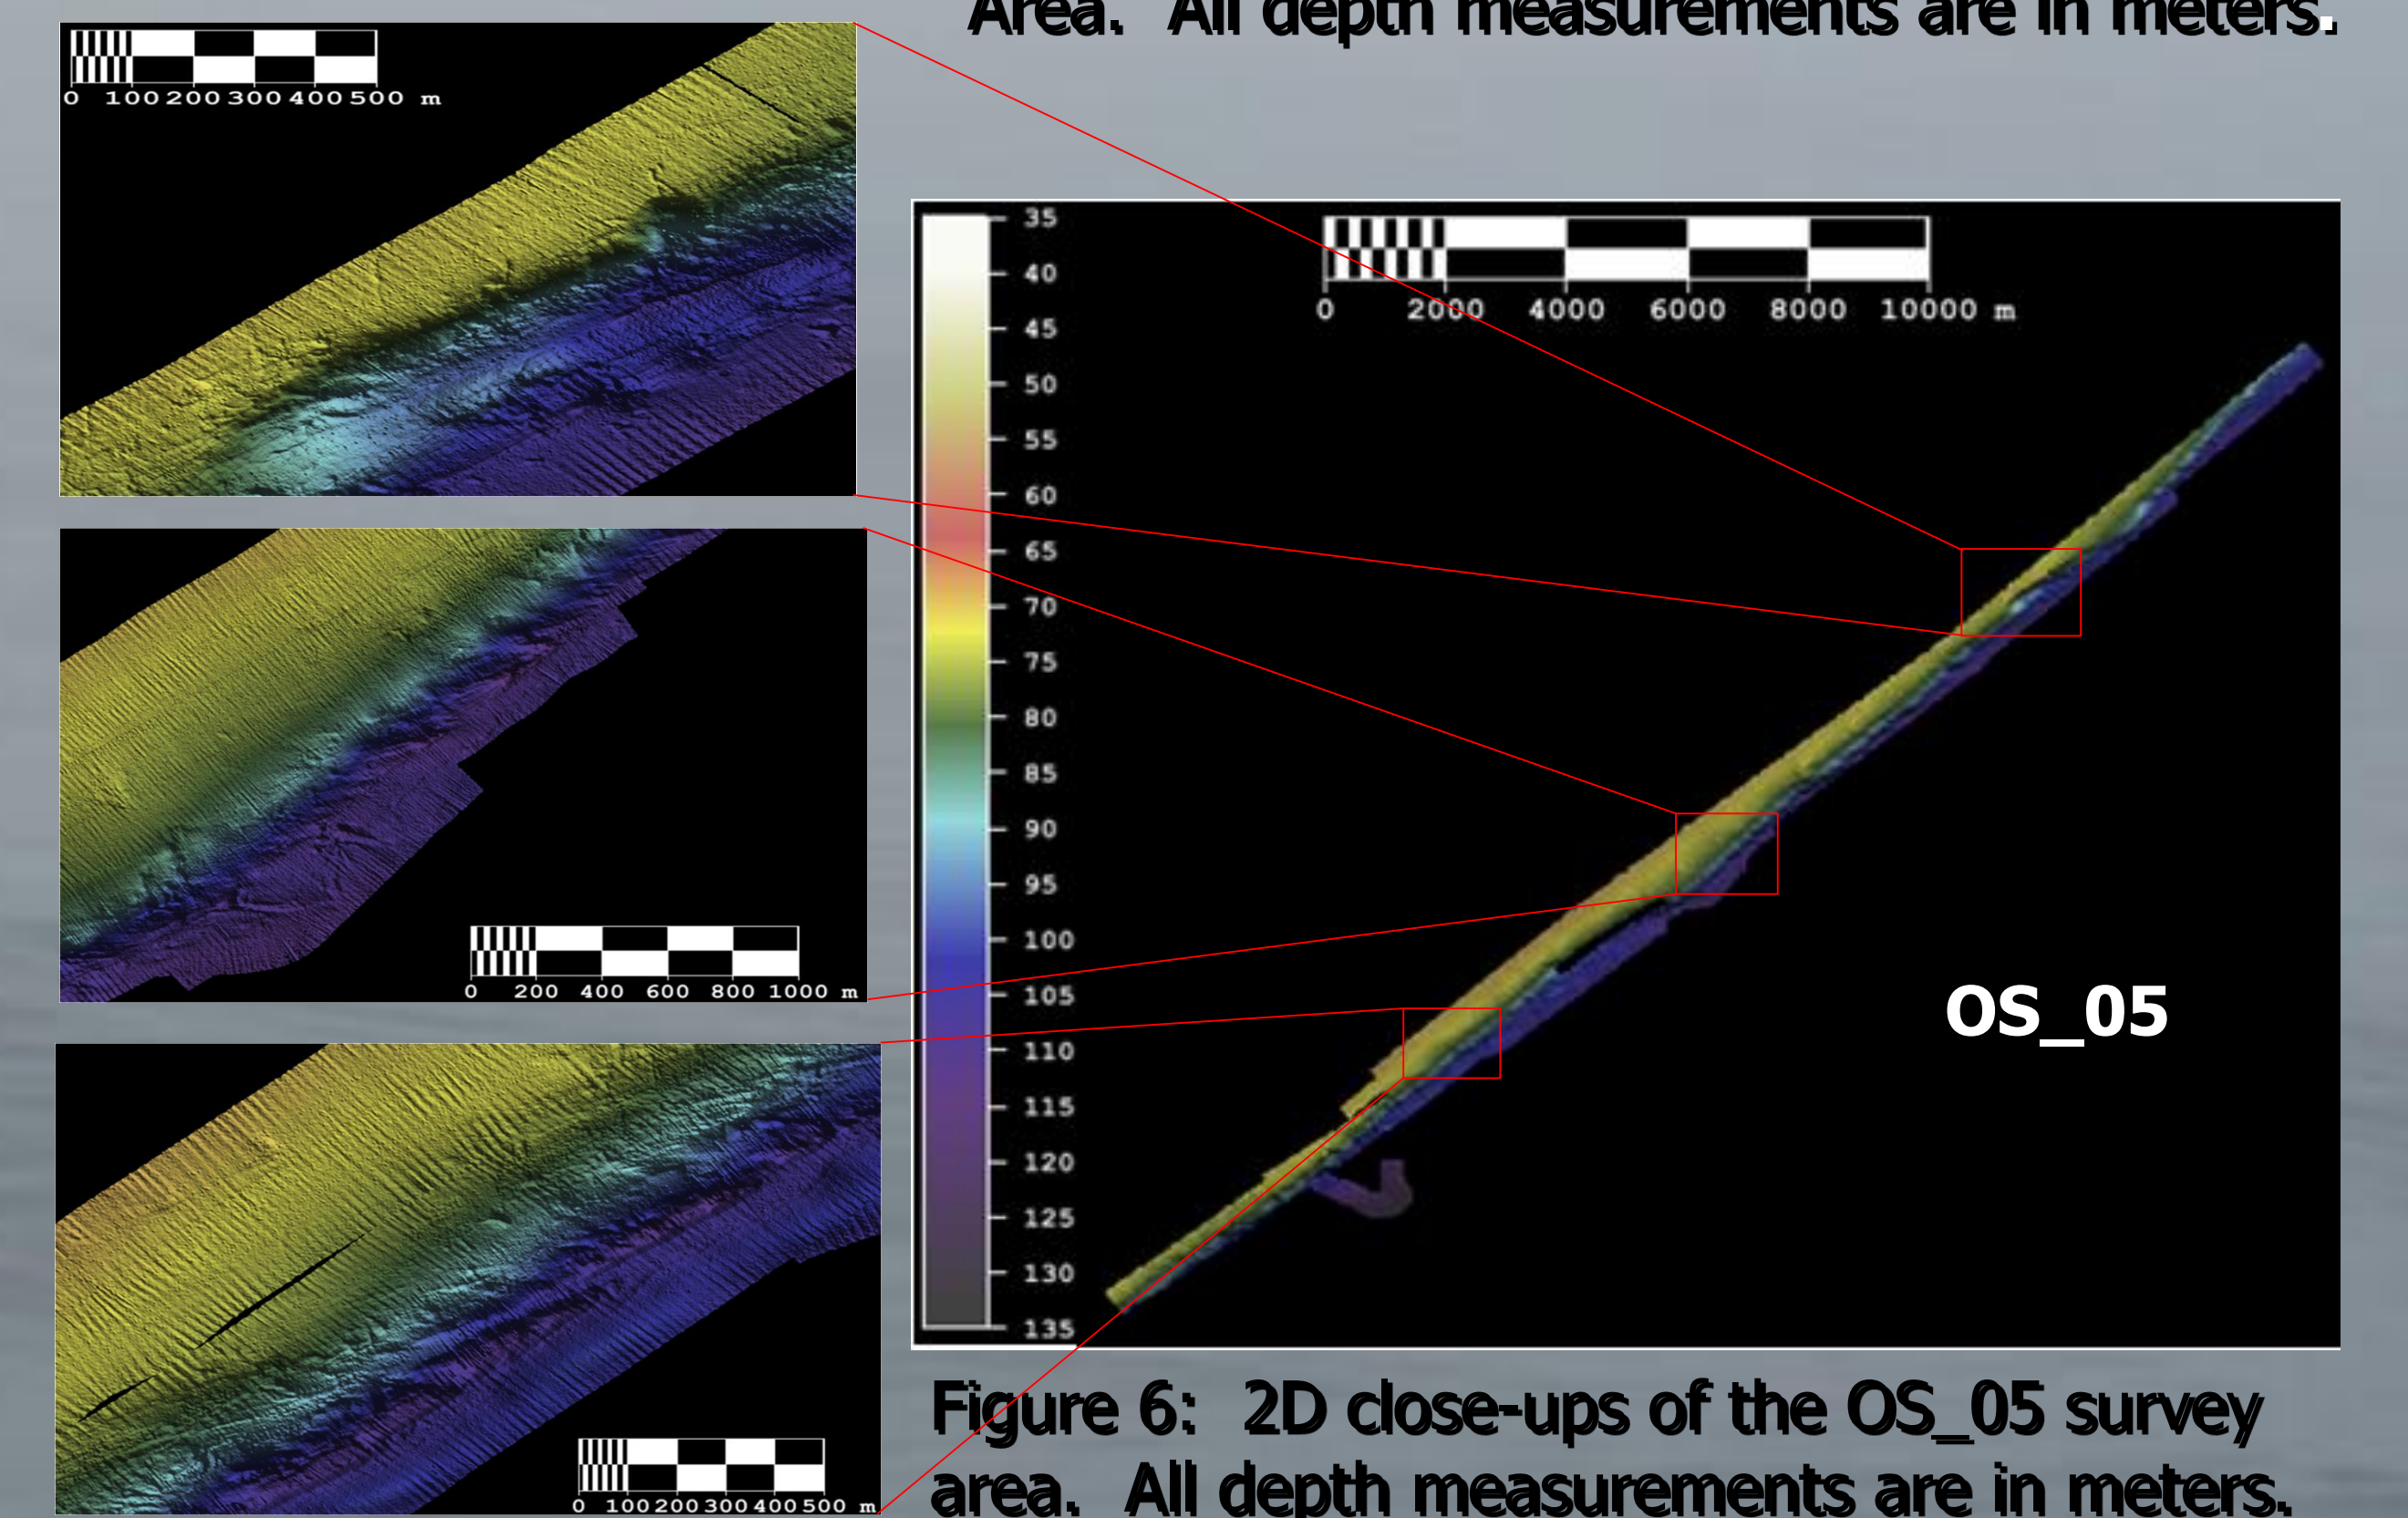 Area. All depth measurements are in meters.
0 100 200 300 400 500 m
35
40
45
50
55
60
65
70
75
80
85
90
95
100
105
110
115
120
125
130
135
0 2000 4000 6000 8000 10000 m
OS_05
0 200 400 600 800 1000 m
0 100 200 300 400 500 m
Figure 6: 2D close-ups of the OS_05 survey
area. All depth measurements are in meters.